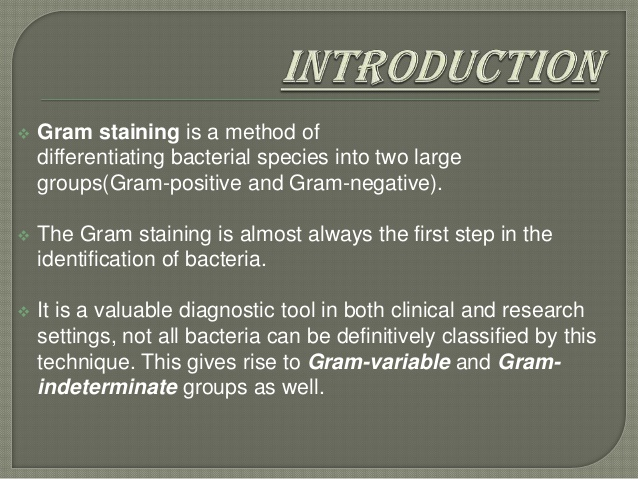 INTRODUCTION
Gram staining is a method of
differentiating bacterial species into two large
groups(Gram-positive and Gram-negative).
The Gram staining is almost always the first step in the
identification of bacteria.
It is a valuable diagnostic tool in both clinical and research
settings, not all bacteria can be definitively classified by this
technique. This gives rise to Gram-variable and Gram-
indeterminate groups as well.